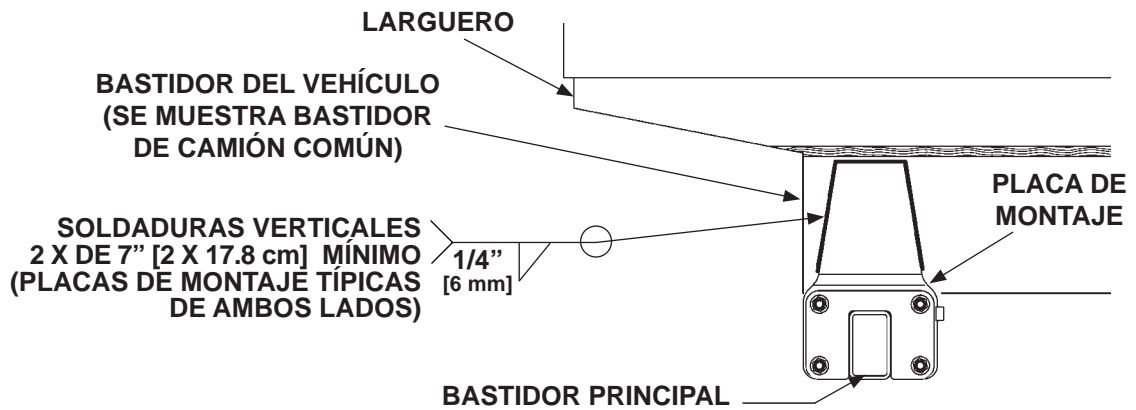 LARGUERO
BASTIDOR DEL VEHÍCULO
(SE MUESTRA BASTIDOR
DE CAMIÓN COMÚN)
PLACA DE
MONTAJE
SOLDADURAS VERTICALES
2 X DE 7” [2 X 17.8 cm] MÍNIMO
(PLACAS DE MONTAJE TÍPICAS
DE AMBOS LADOS)
1/4”
[6 mm]
BASTIDOR PRINCIPAL